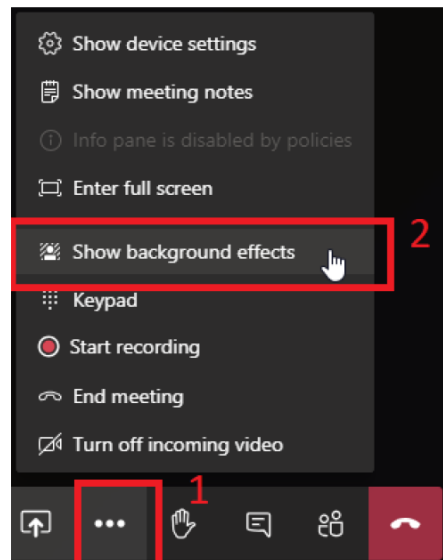 Show device settings
Show meeting notes
Info pane is disabled by policies
Enter full screen
Show background effects
2
Keypad
Start recording
End meeting
Turn off incoming video
1